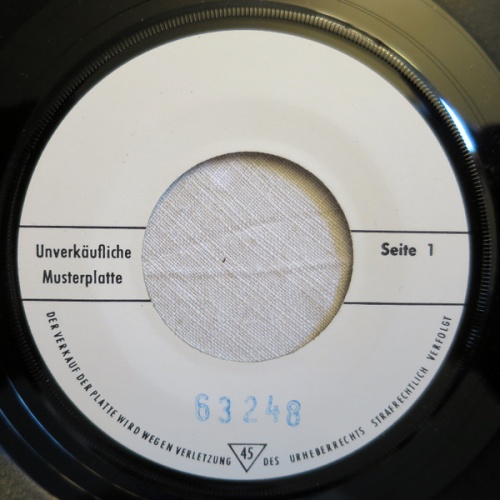 Unverkäufliche
Musterplatte
Seite 1
63248
DER VERKAUF DER PLATTE WIRD WEGEN VERLETZUNG 45 DES URHEBERRECHTS STRAFRECHTLICH VERFOLGT